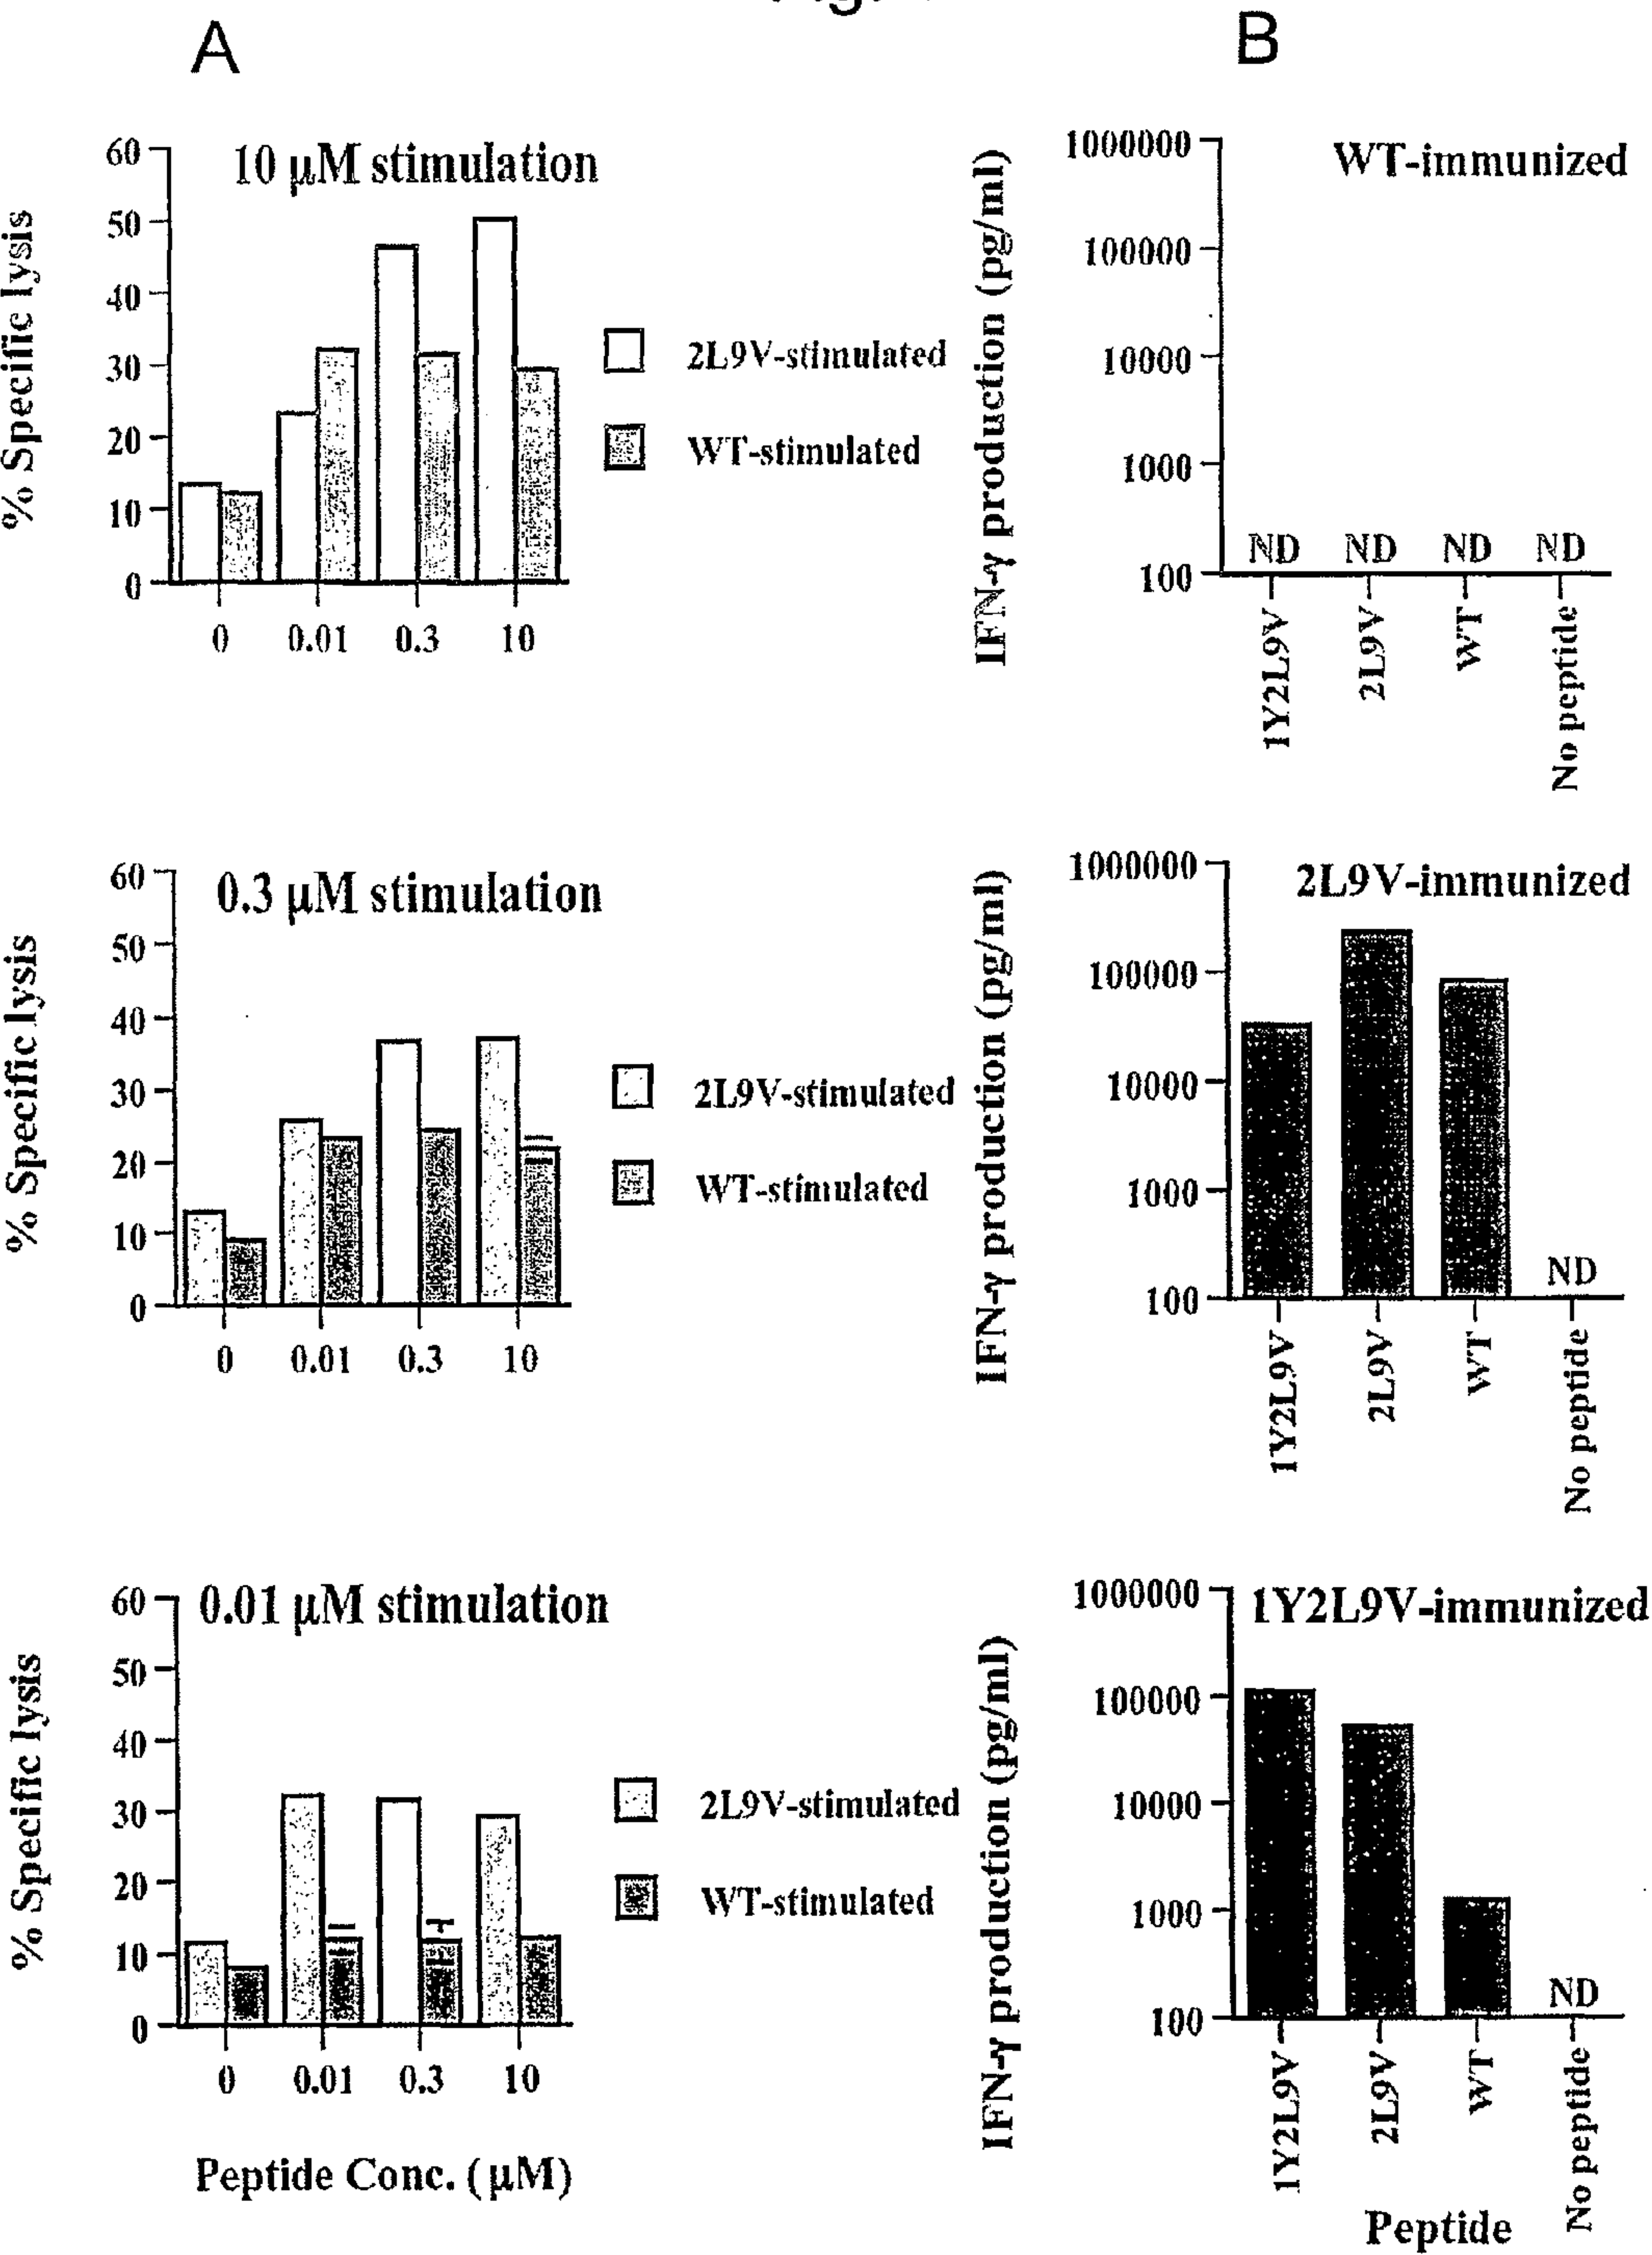 A
B
60
50
40
30
20
10
0
% Specific lysis
10 µM stimulation
0
0.01
0.3
10
2L9V-stimulated
WT-stimulated
IFN-γ production (pg/ml)
1000000
100000
10000
1000
100
WT-immunized
ND
ND
ND
ND
1Y2L9V
2L9V
WT
No peptide
60
50
40
30
20
10
0
% Specific lysis
0.3 µM stimulation
0
0.01
0.3
10
2L9V-stimulated
WT-stimulated
IFN-γ production (pg/ml)
1000000
100000
10000
1000
100
2L9V-immunized
ND
1Y2L9V
2L9V
WT
No peptide
60
50
40
30
20
10
0
% Specific lysis
0.01 µM stimulation
0
0.01
0.3
10
Peptide Conc. (µM)
2L9V-stimulated
WT-stimulated
IFN-γ production (pg/ml)
1000000
100000
10000
1000
100
1Y2L9V-immunized
ND
1Y2L9V
2L9V
WT
No peptide
Peptide